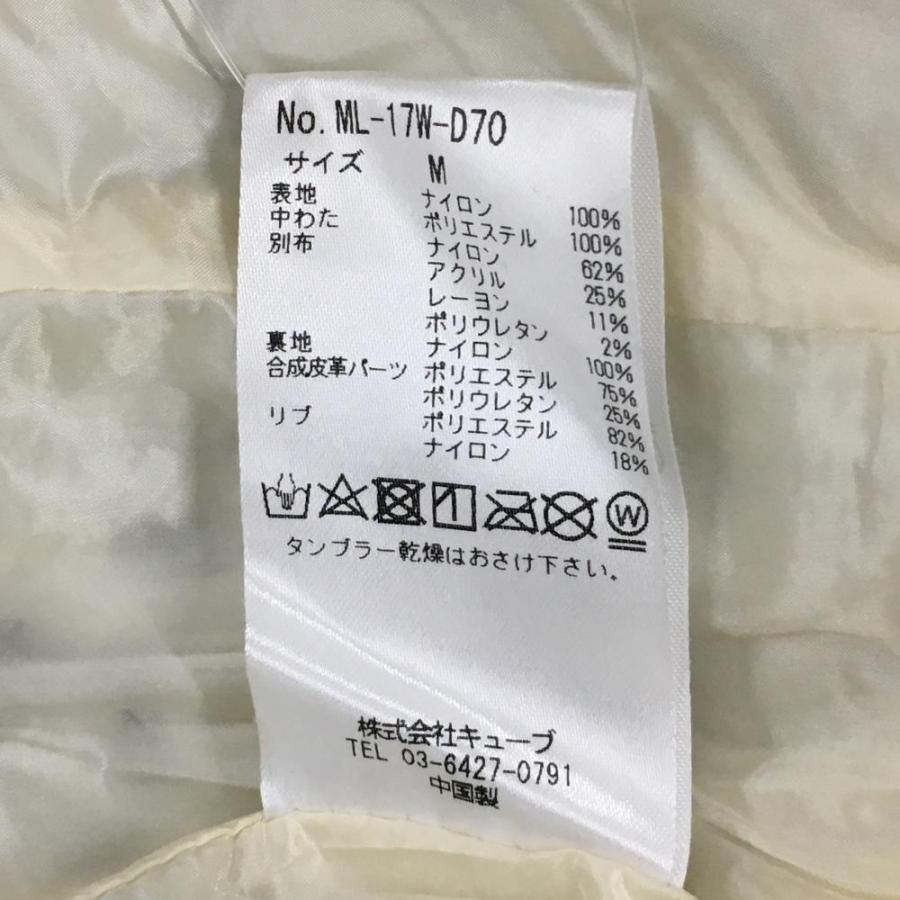 No. ML-17W-D70
サイズ M
表地 ナイロン 100%
中わた ポリエステル 100%
別布 ナイロン 62%
アクリル 25%
レーヨン 11%
ポリウレタン 2%
裏地 ナイロン 100%
合成皮革パーツ ポリエステル 75%
ポリウレタン 25%
リブ ポリエステル 82%
ナイロン 18%
W
タンブラー乾燥はおさけ下さい。
株式会社キューブ
TEL 03-6427-0791
中国製